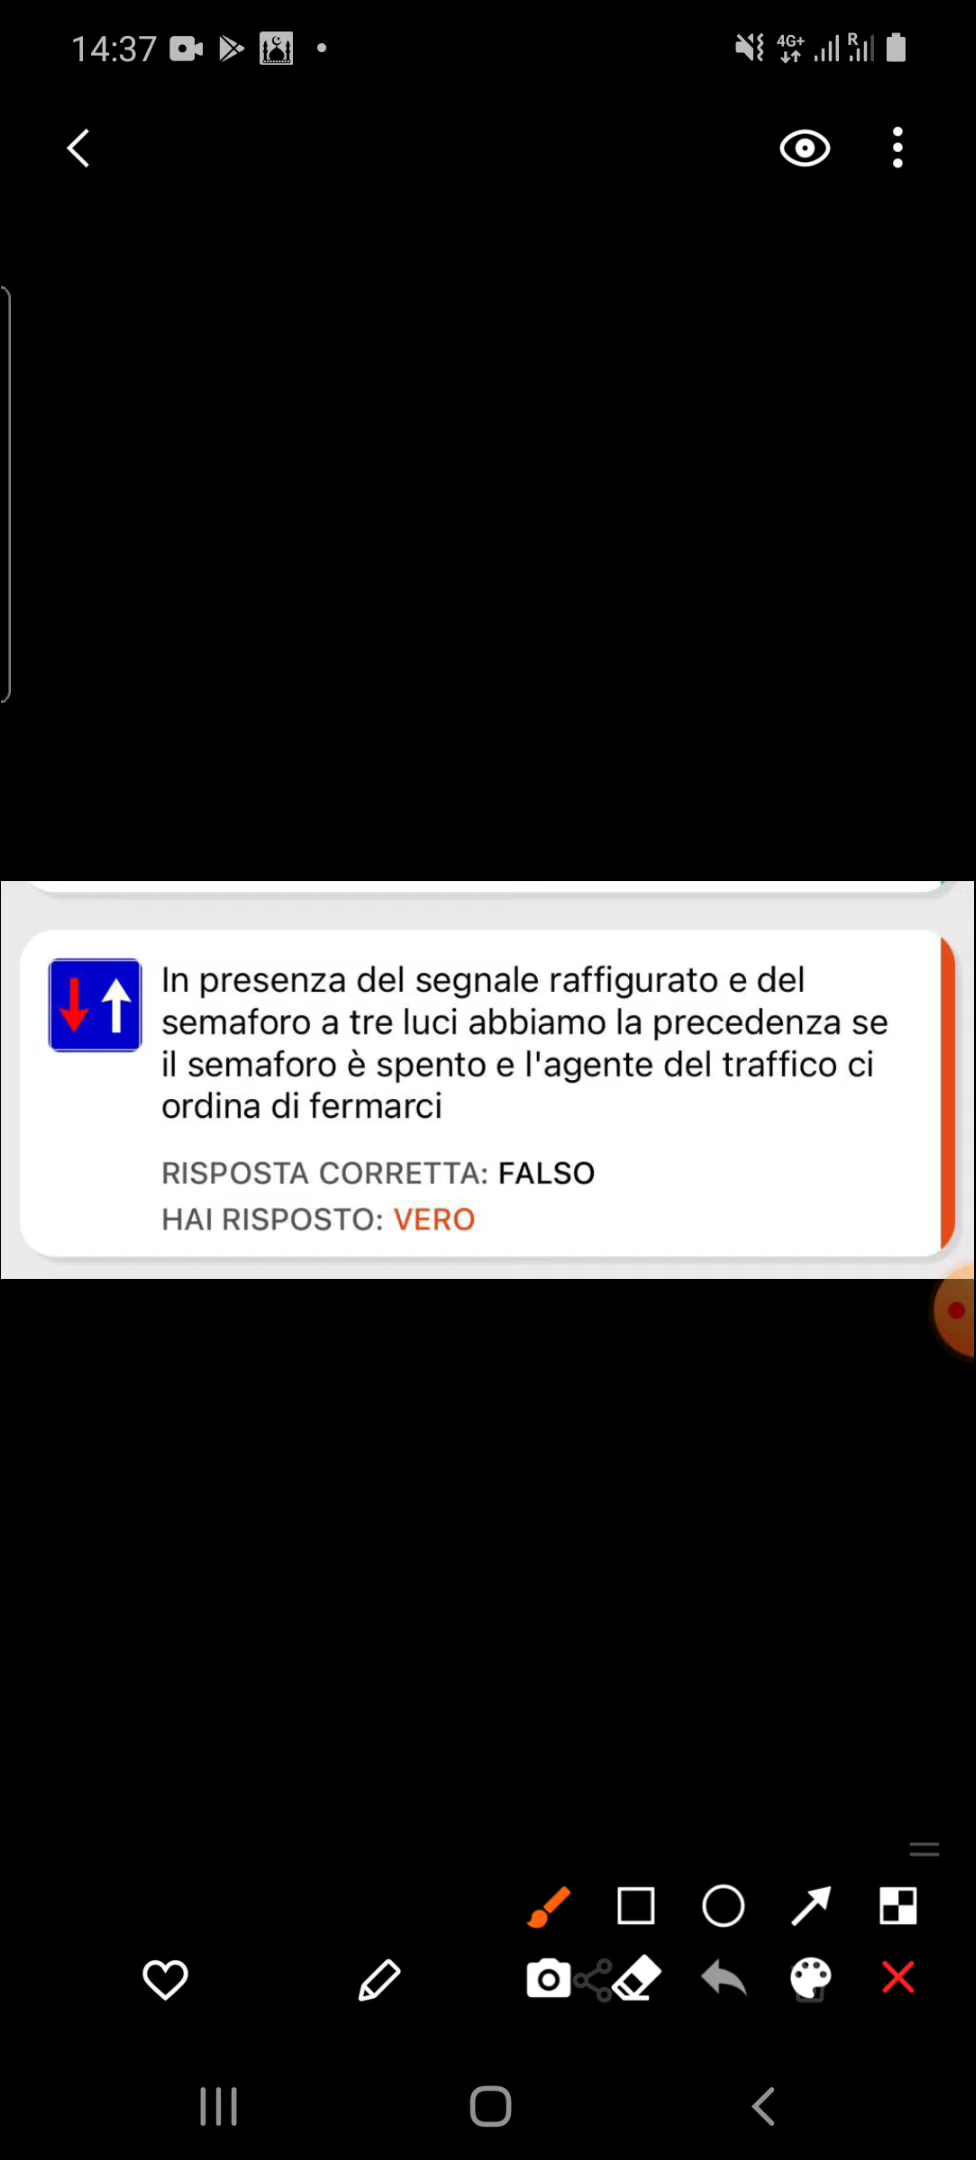 14:37
4G+
R
In presenza del segnale raffigurato e del
semaforo a tre luci abbiamo la precedenza se
il semaforo è spento e l'agente del traffico ci
ordina di fermarci
RISPOSTA CORRETTA: FALSO
HAI RISPOSTO: VERO